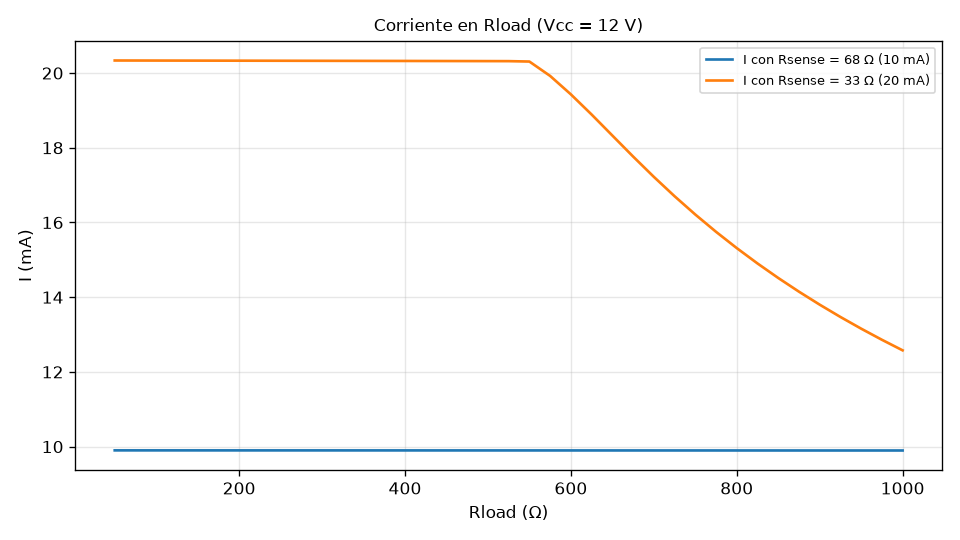 Corriente en Rload (Vcc = 12 V)
I con Rsense = 68 Ω (10 mA)
I con Rsense = 33 Ω (20 mA)
I (mA)
20
18
16
14
12
10
200
400
600
800
1000
Rload (Ω)